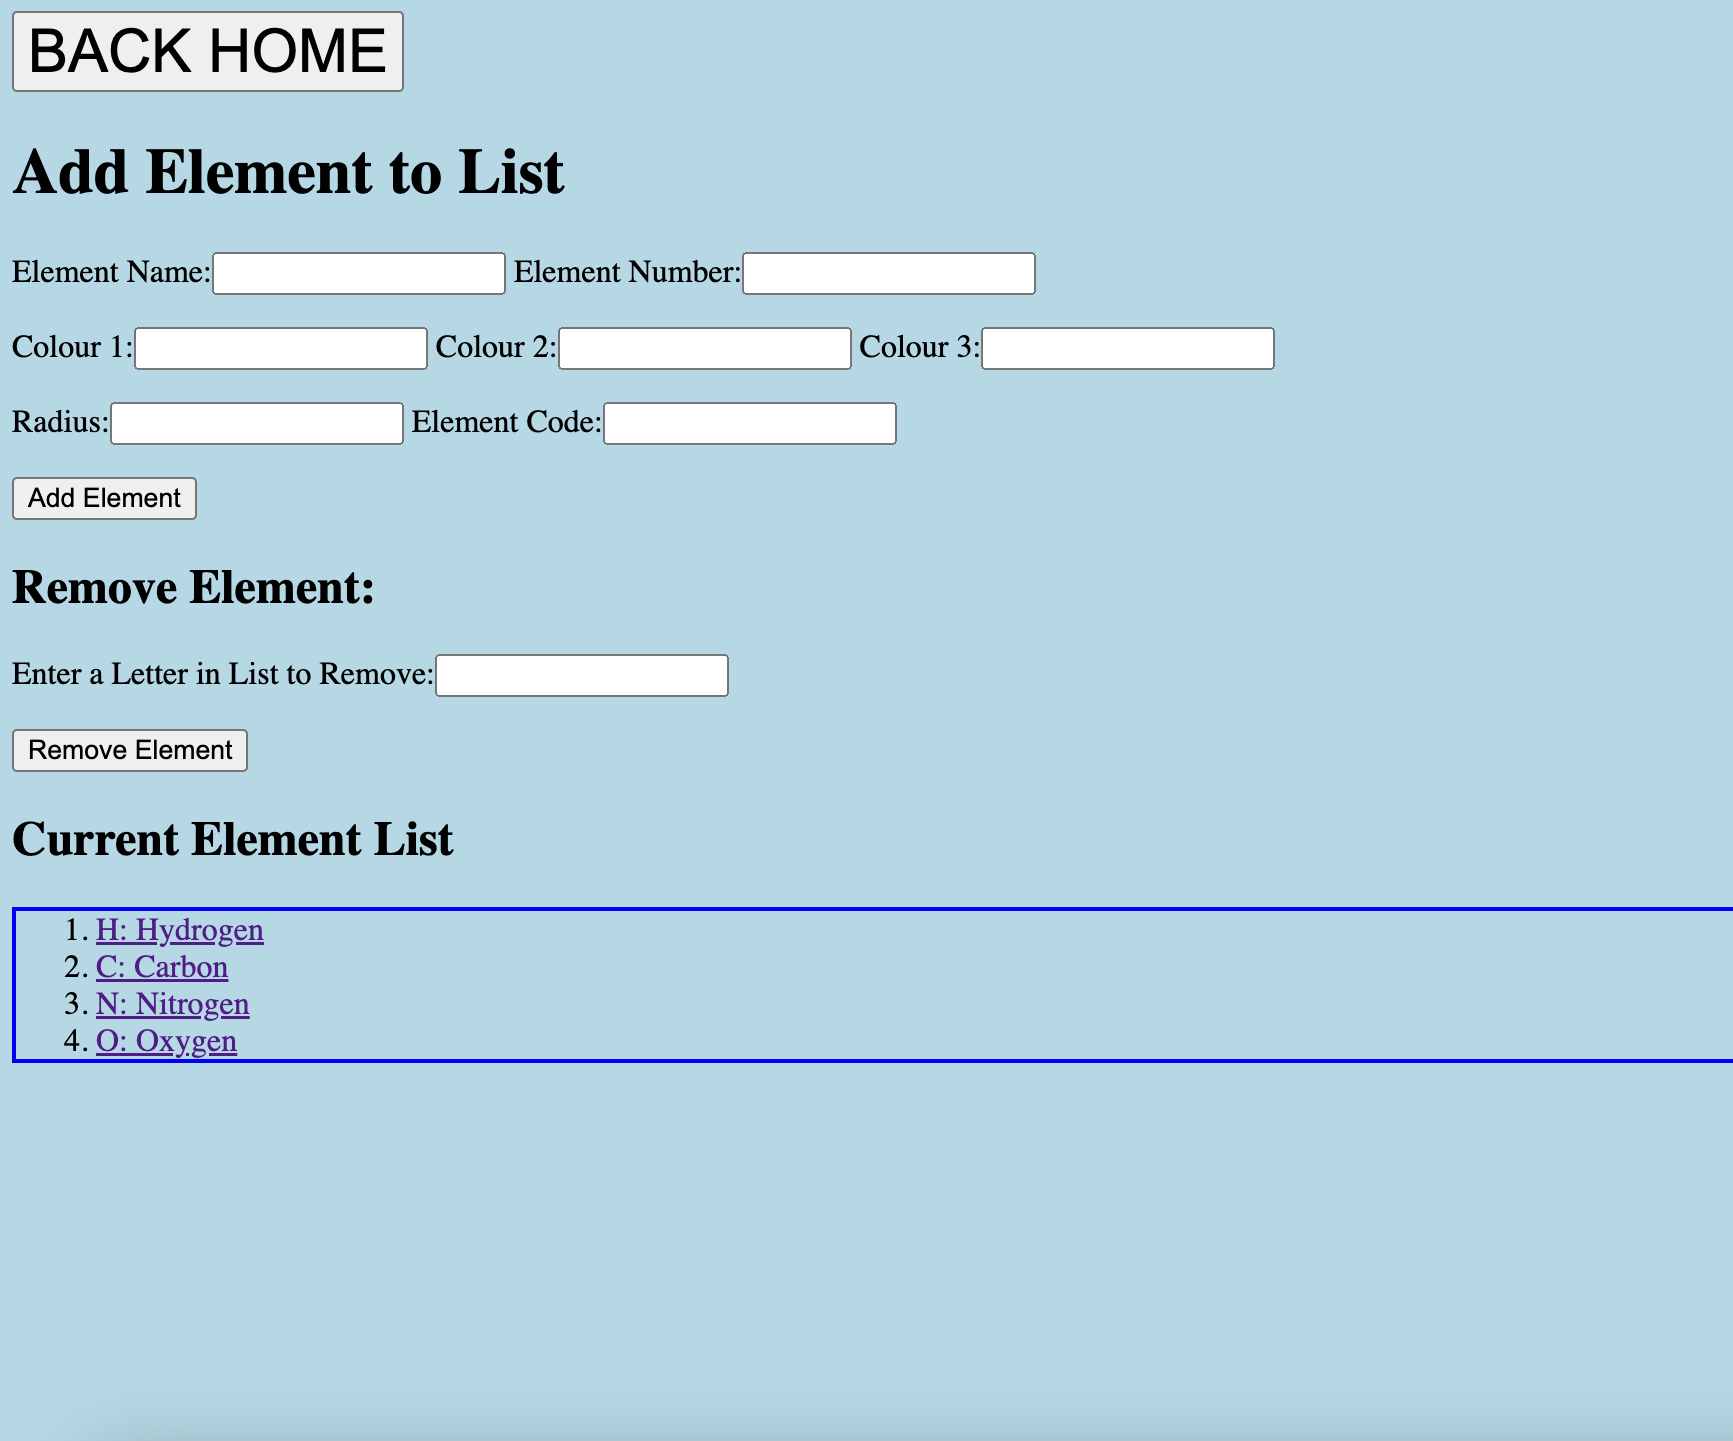 BACK HOME
Add Element to List
Element Name: Element Number:
Colour 1: Colour 2: Colour 3:
Radius: Element Code:
Add Element
Remove Element:
Enter a Letter in List to Remove:
Remove Element
Current Element List
1. H: Hydrogen
2. C: Carbon
3. N: Nitrogen
4. O: Oxygen